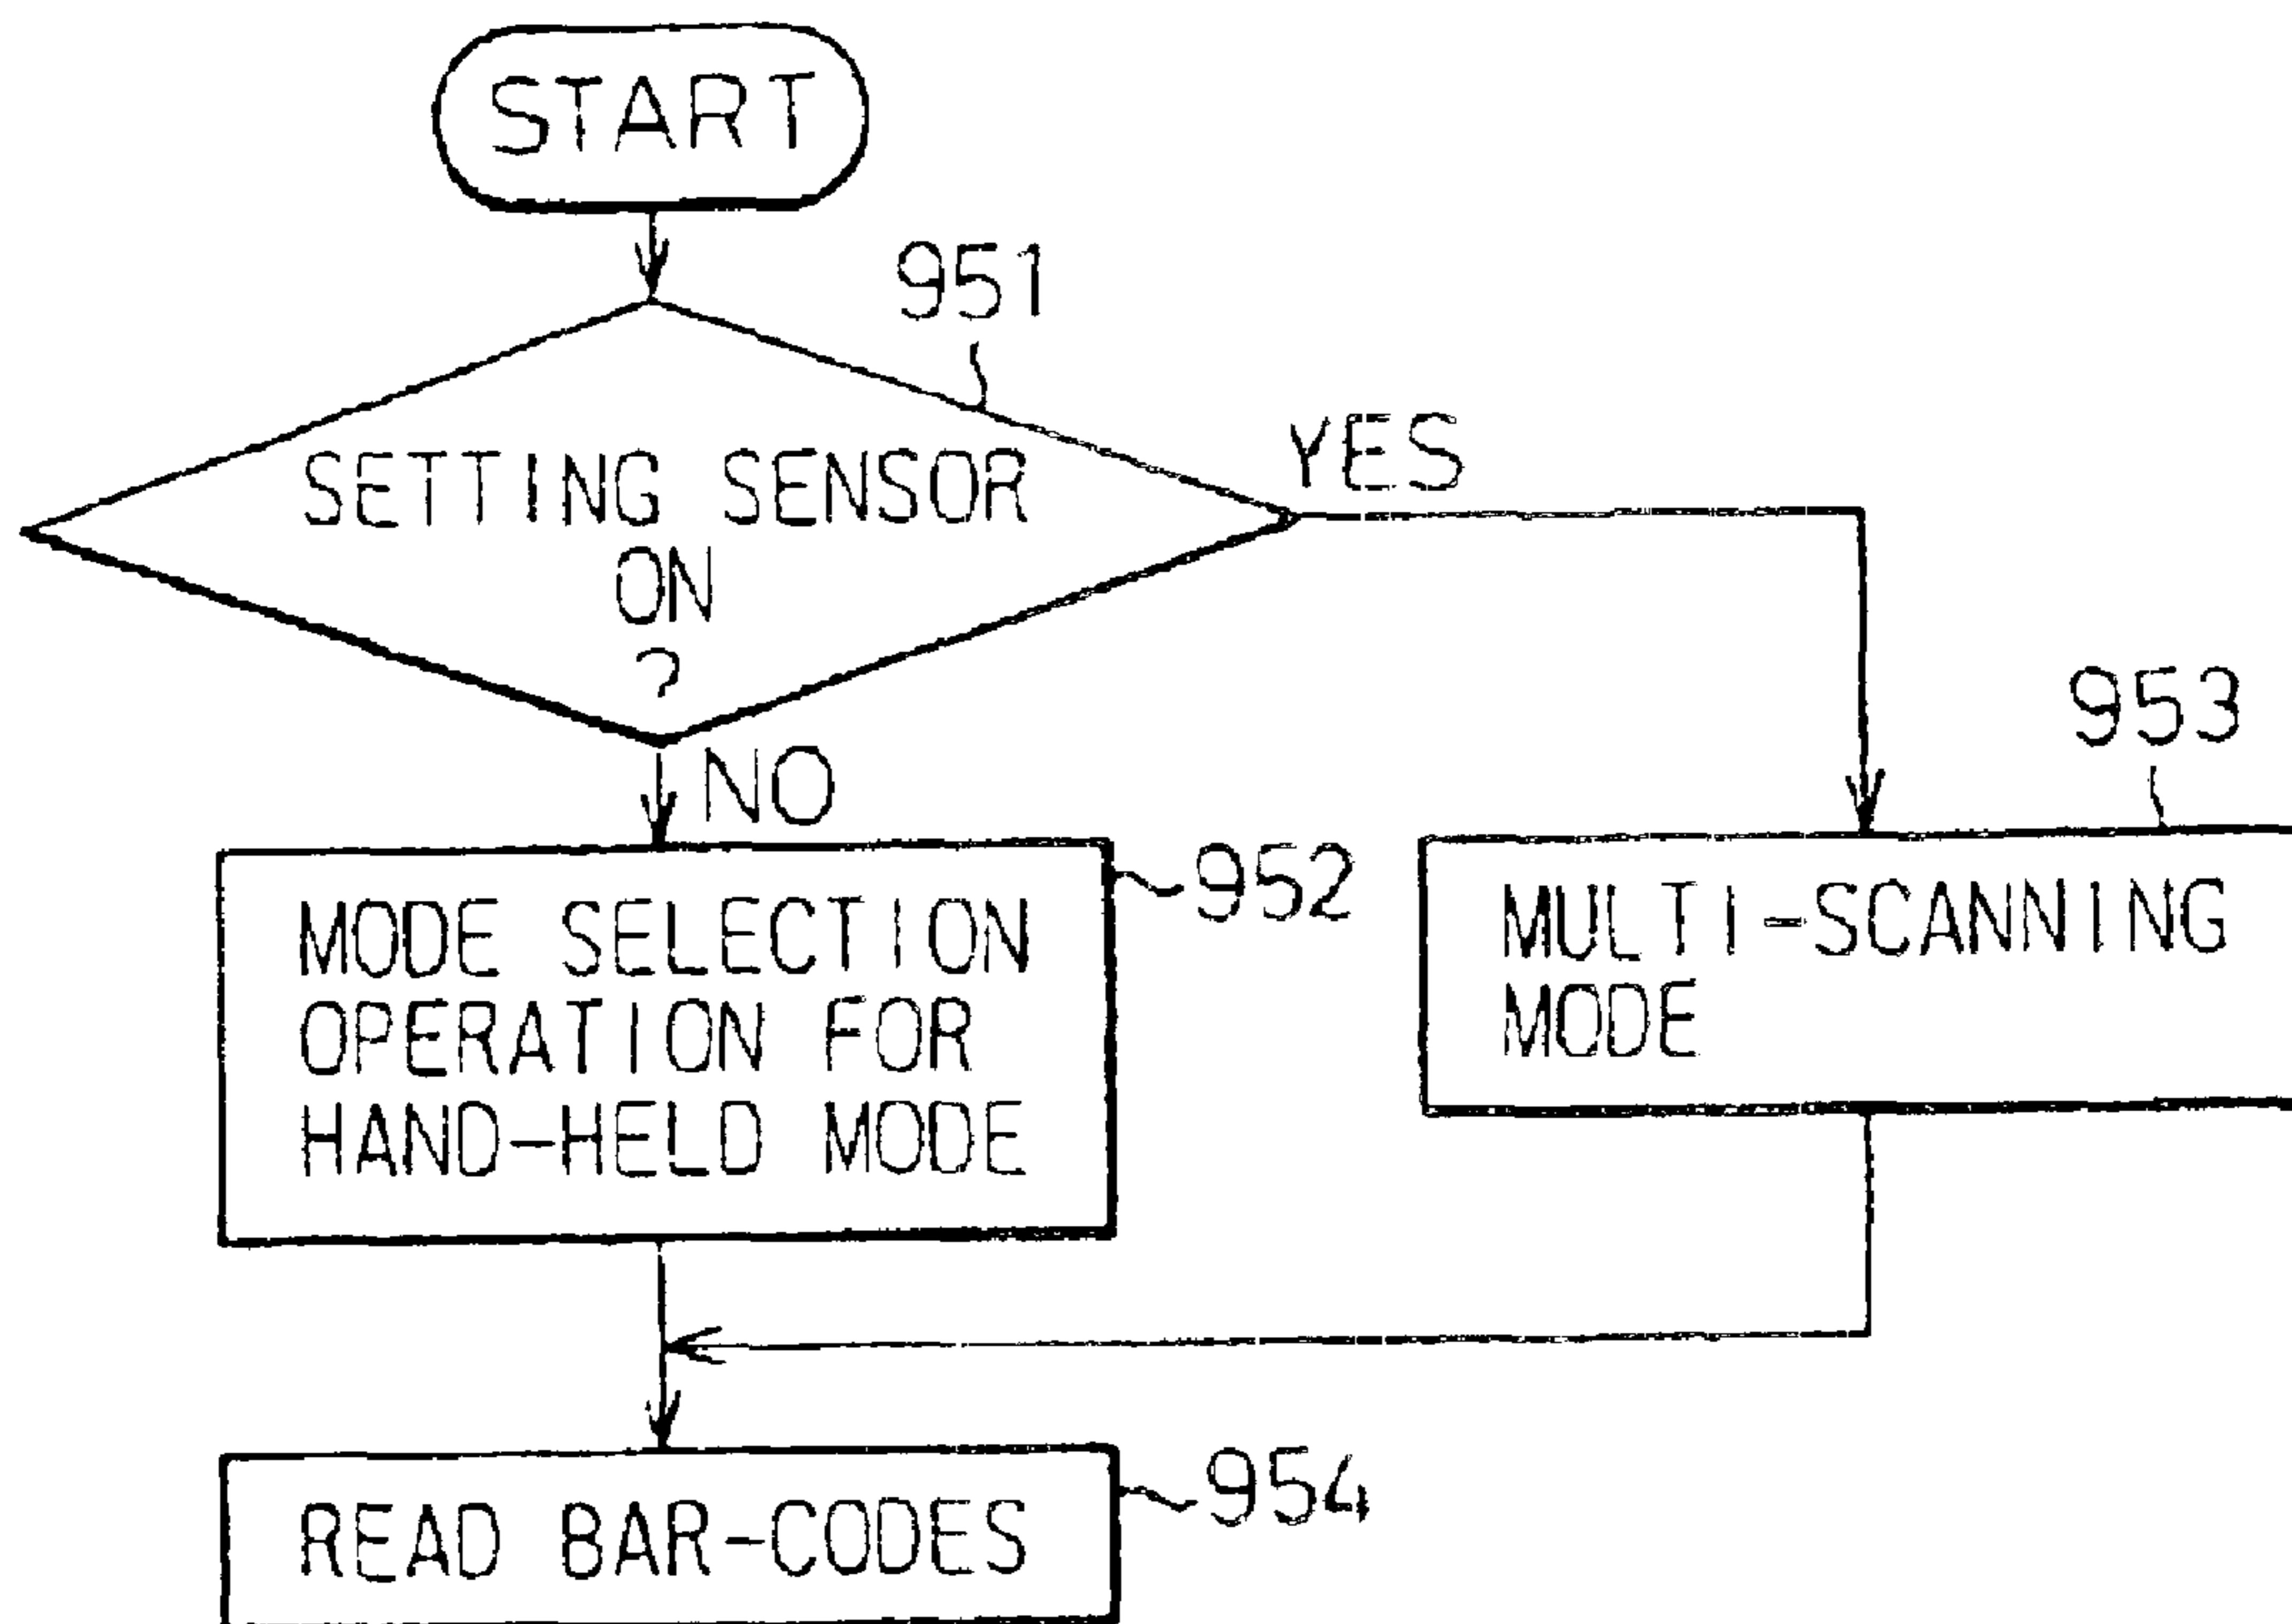 START
951
SETTING SENSOR
ON
?
YES
NO
953
952
MODE SELECTION
OPERATION FOR
HAND-HELD MODE
MULTI-SCANNING
MODE
954
READ BAR-CODES